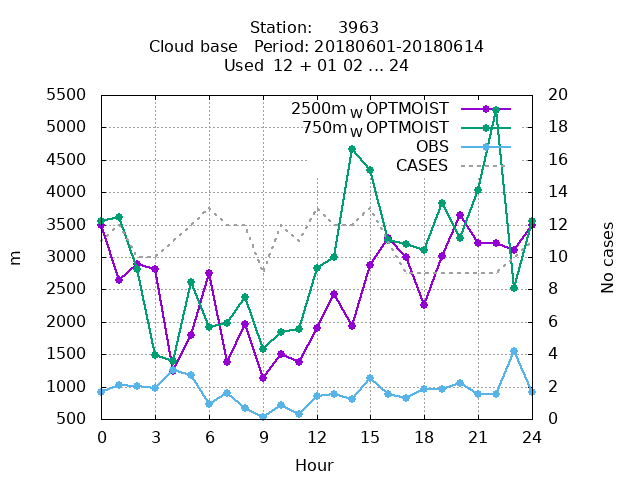 Station: 3963
Cloud base Period: 20180601-20180614
Used 12 + 01 02 ... 24
5500 20
2500m W OPTMOIST
5000 18
750m W OPTMOIST
OBS
4500 16
CASES
4000 14
3500 12
3000 10
2500 8
2000 6
1500 4
1000 2
500 0
m
No cases
0 3 6 9 12 15 18 21 24
Hour